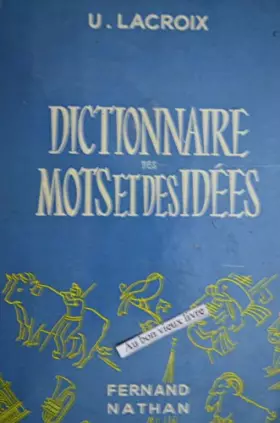 U. LACROIX
DICTIONNAIRE
DES
MOTS ET DES IDÉES
Au bon vieux livre
FERNAND
NATHAN